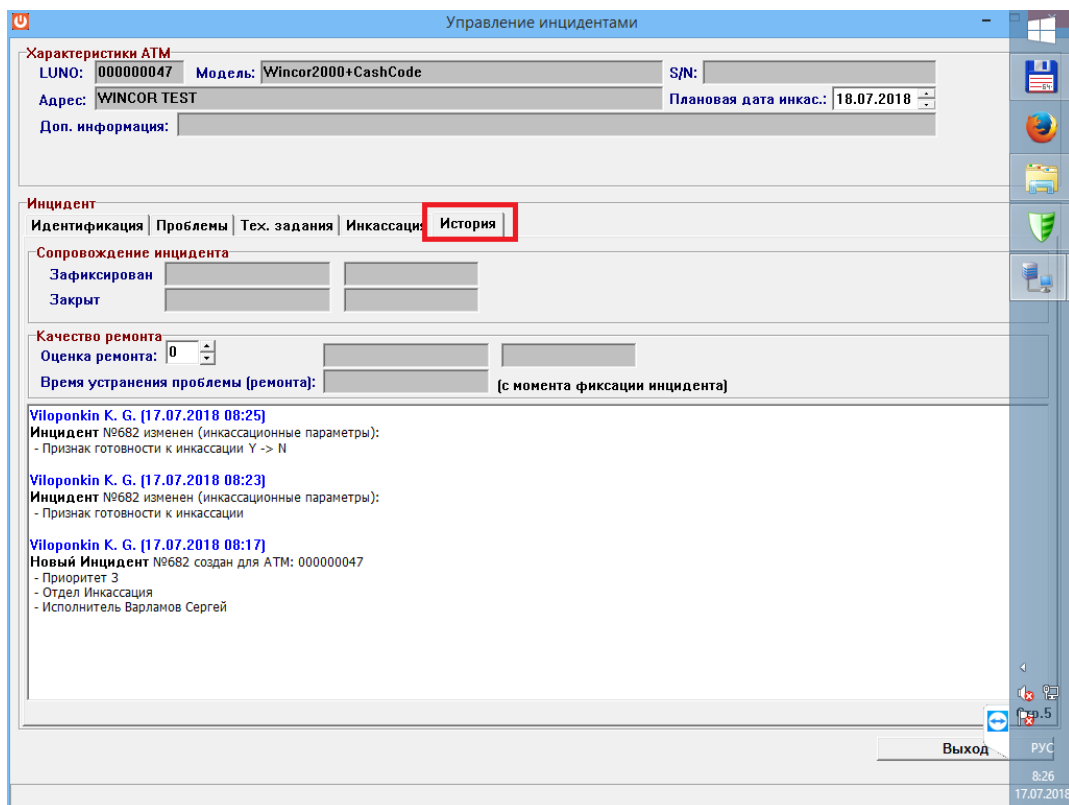 Управление инцидентами
Характеристики АТМ
LUNO: 000000047 Модель: Wincor2000+CashCode S/N:
Адрес: WINCOR TEST Плановая дата инкас.: 18.07.2018
Доп. информация:
Инцидент
Идентификация Проблемы Тех. задания Инкассация История
Сопровождение инцидента
Зафиксирован
Закрыт
Качество ремонта
Оценка ремонта: 0
Время устранения проблемы (ремонта): (с момента фиксации инцидента)
Viloponkin K. G. (17.07.2018 08:25)
Инцидент №682 изменен (инкассационные параметры):
- Признак готовности к инкассации Y -> N
Viloponkin K. G. (17.07.2018 08:23)
Инцидент №682 изменен (инкассационные параметры):
- Признак готовности к инкассации
Viloponkin K. G. (17.07.2018 08:17)
Новый Инцидент №682 создан для АТМ: 000000047
- Приоритет 3
- Отдел Инкассация
- Исполнитель Варламов Сергей
Стр.5
Выход
РУС
8:26
17.07.2018